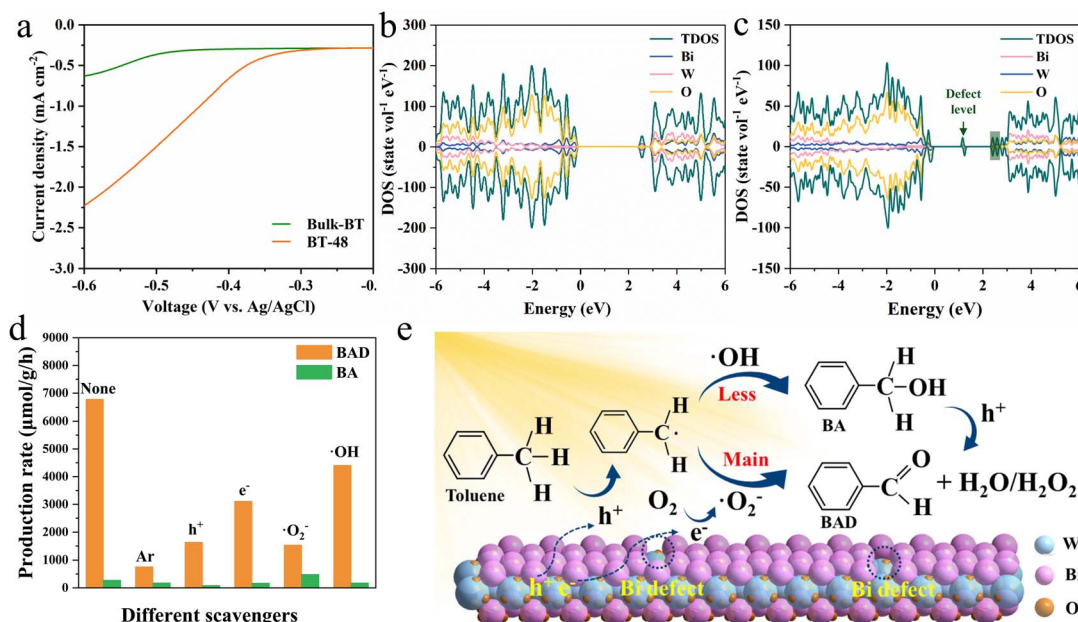 a
0.0
-0.5
-1.0
-1.5
-2.0
-2.5
-3.0
Current density (mA cm⁻²)
Bulk-BT
BT-48
-0.6
-0.5
-0.4
-0.3
-0.
Voltage (V vs. Ag/AgCl)
b
300
200
100
0
-100
-200
-300
DOS (state vol⁻¹ eV⁻¹)
TDOS
Bi
W
O
-6
-4
-2
0
2
4
6
Energy (eV)
c
150
100
50
0
-50
-100
-150
DOS (state vol⁻¹ eV⁻¹)
TDOS
Bi
W
O
Defect
level
-6
-4
-2
0
2
4
6
Energy (eV)
d
9000
8000
7000
6000
5000
4000
3000
2000
1000
0
Production rate (μmol/g/h)
BAD
BA
None
Ar
h⁺
e⁻
·O₂⁻
·OH
Different scavengers
e
·OH
Less
H
OH
H
BA
h⁺
H
C·
H
H
C-H
H
Toluene
h⁺
Main
O₂
·O₂⁻
e⁻
C
O
H
BAD
+ H₂O/H₂O₂
h⁺ e⁻
Bi defect
Bi defect
W
Bi
O